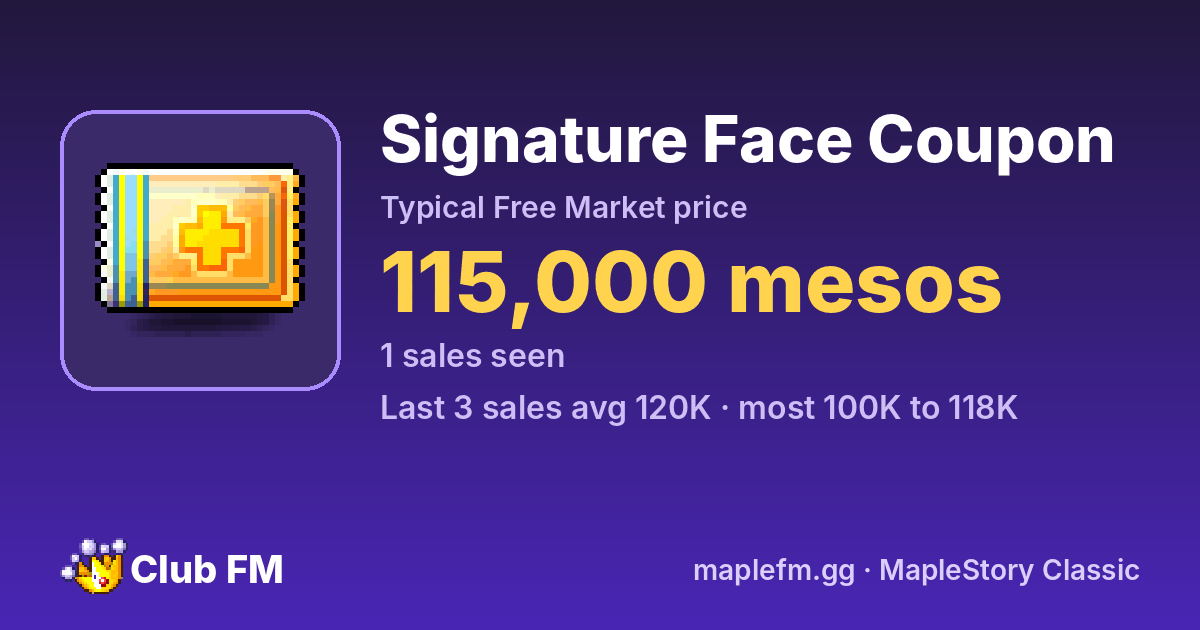 Signature Face Coupon
Typical Free Market price
115,000 mesos
1 sales seen
Last 3 sales avg 120K · most 100K to 118K
Club FM
maplefm.gg · MapleStory Classic